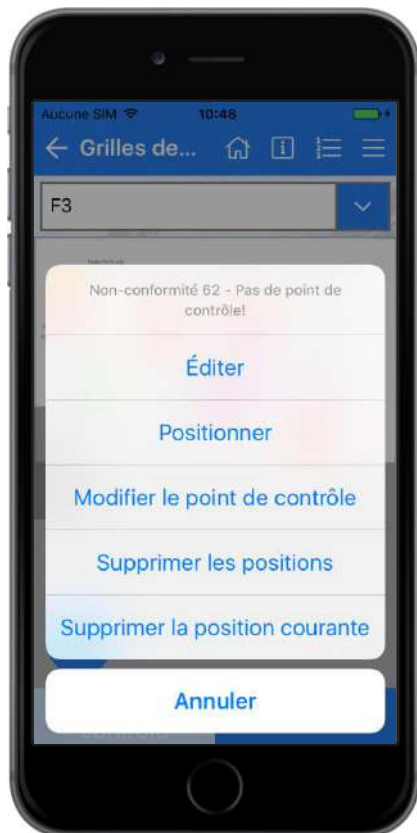 Aucune SIM 10:48
Grilles de...
F3
Non-conformité 62 - Pas de point de
contrôle!
Éditer
Positionner
Modifier le point de contrôle
Supprimer les positions
Supprimer la position courante
Annuler